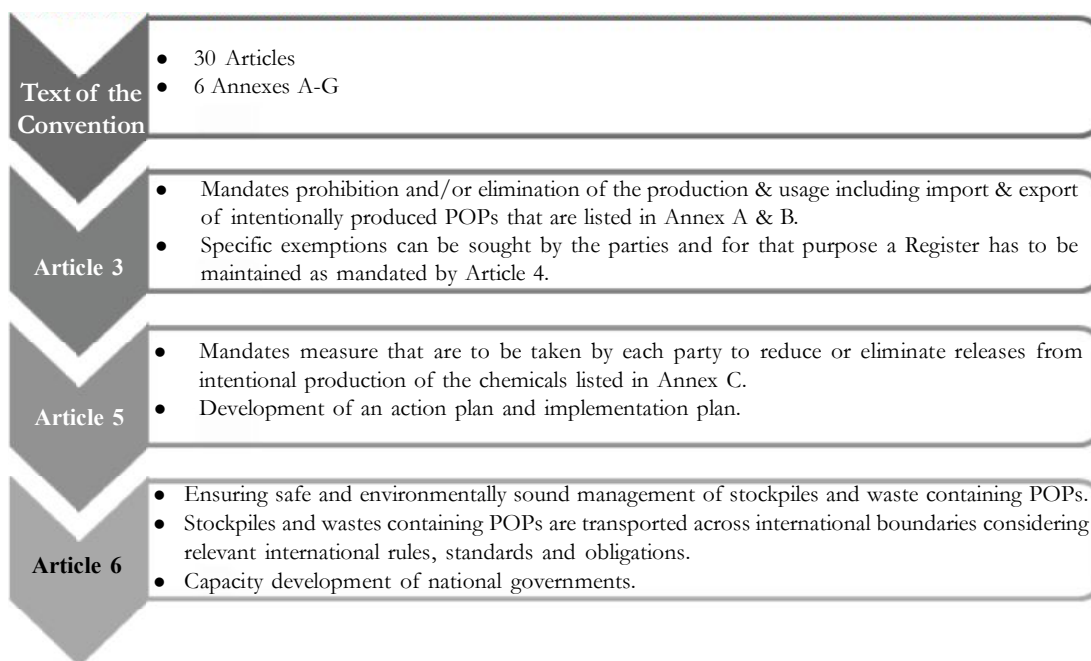 Text of the
Convention
● 30 Articles
● 6 Annexes A-G
Article 3
● Mandates prohibition and/or elimination of the production & usage including import & export
of intentionally produced POPs that are listed in Annex A & B.
● Specific exemptions can be sought by the parties and for that purpose a Register has to be
maintained as mandated by Article 4.
Article 5
● Mandates measure that are to be taken by each party to reduce or eliminate releases from
intentional production of the chemicals listed in Annex C.
● Development of an action plan and implementation plan.
Article 6
● Ensuring safe and environmentally sound management of stockpiles and waste containing POPs.
● Stockpiles and wastes containing POPs are transported across international boundaries considering
relevant international rules, standards and obligations.
● Capacity development of national governments.